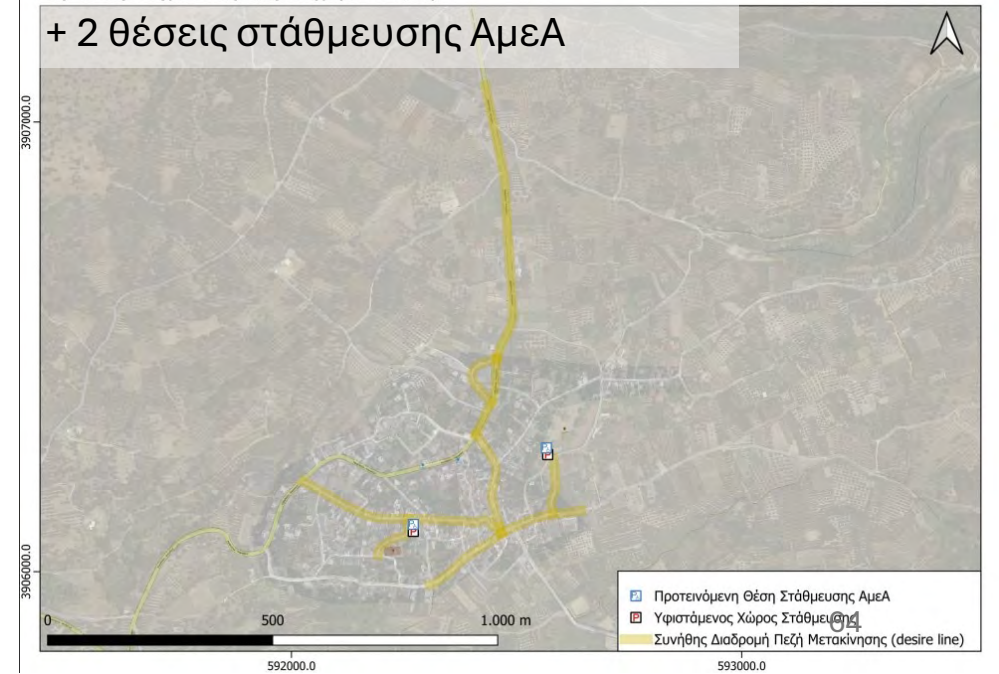 + 2 θέσεις στάθμευσης ΑμεΑ
3907000.0
3906000.0
Προτεινόμενη Θέση Στάθμευσης ΑμεΑ
Υφιστάμενος Χώρος Στάθμευσης
64
Συνήθης Διαδρομή Πεζή Μετακίνησης (desire line)
0 500 1.000 m
592000.0 593000.0